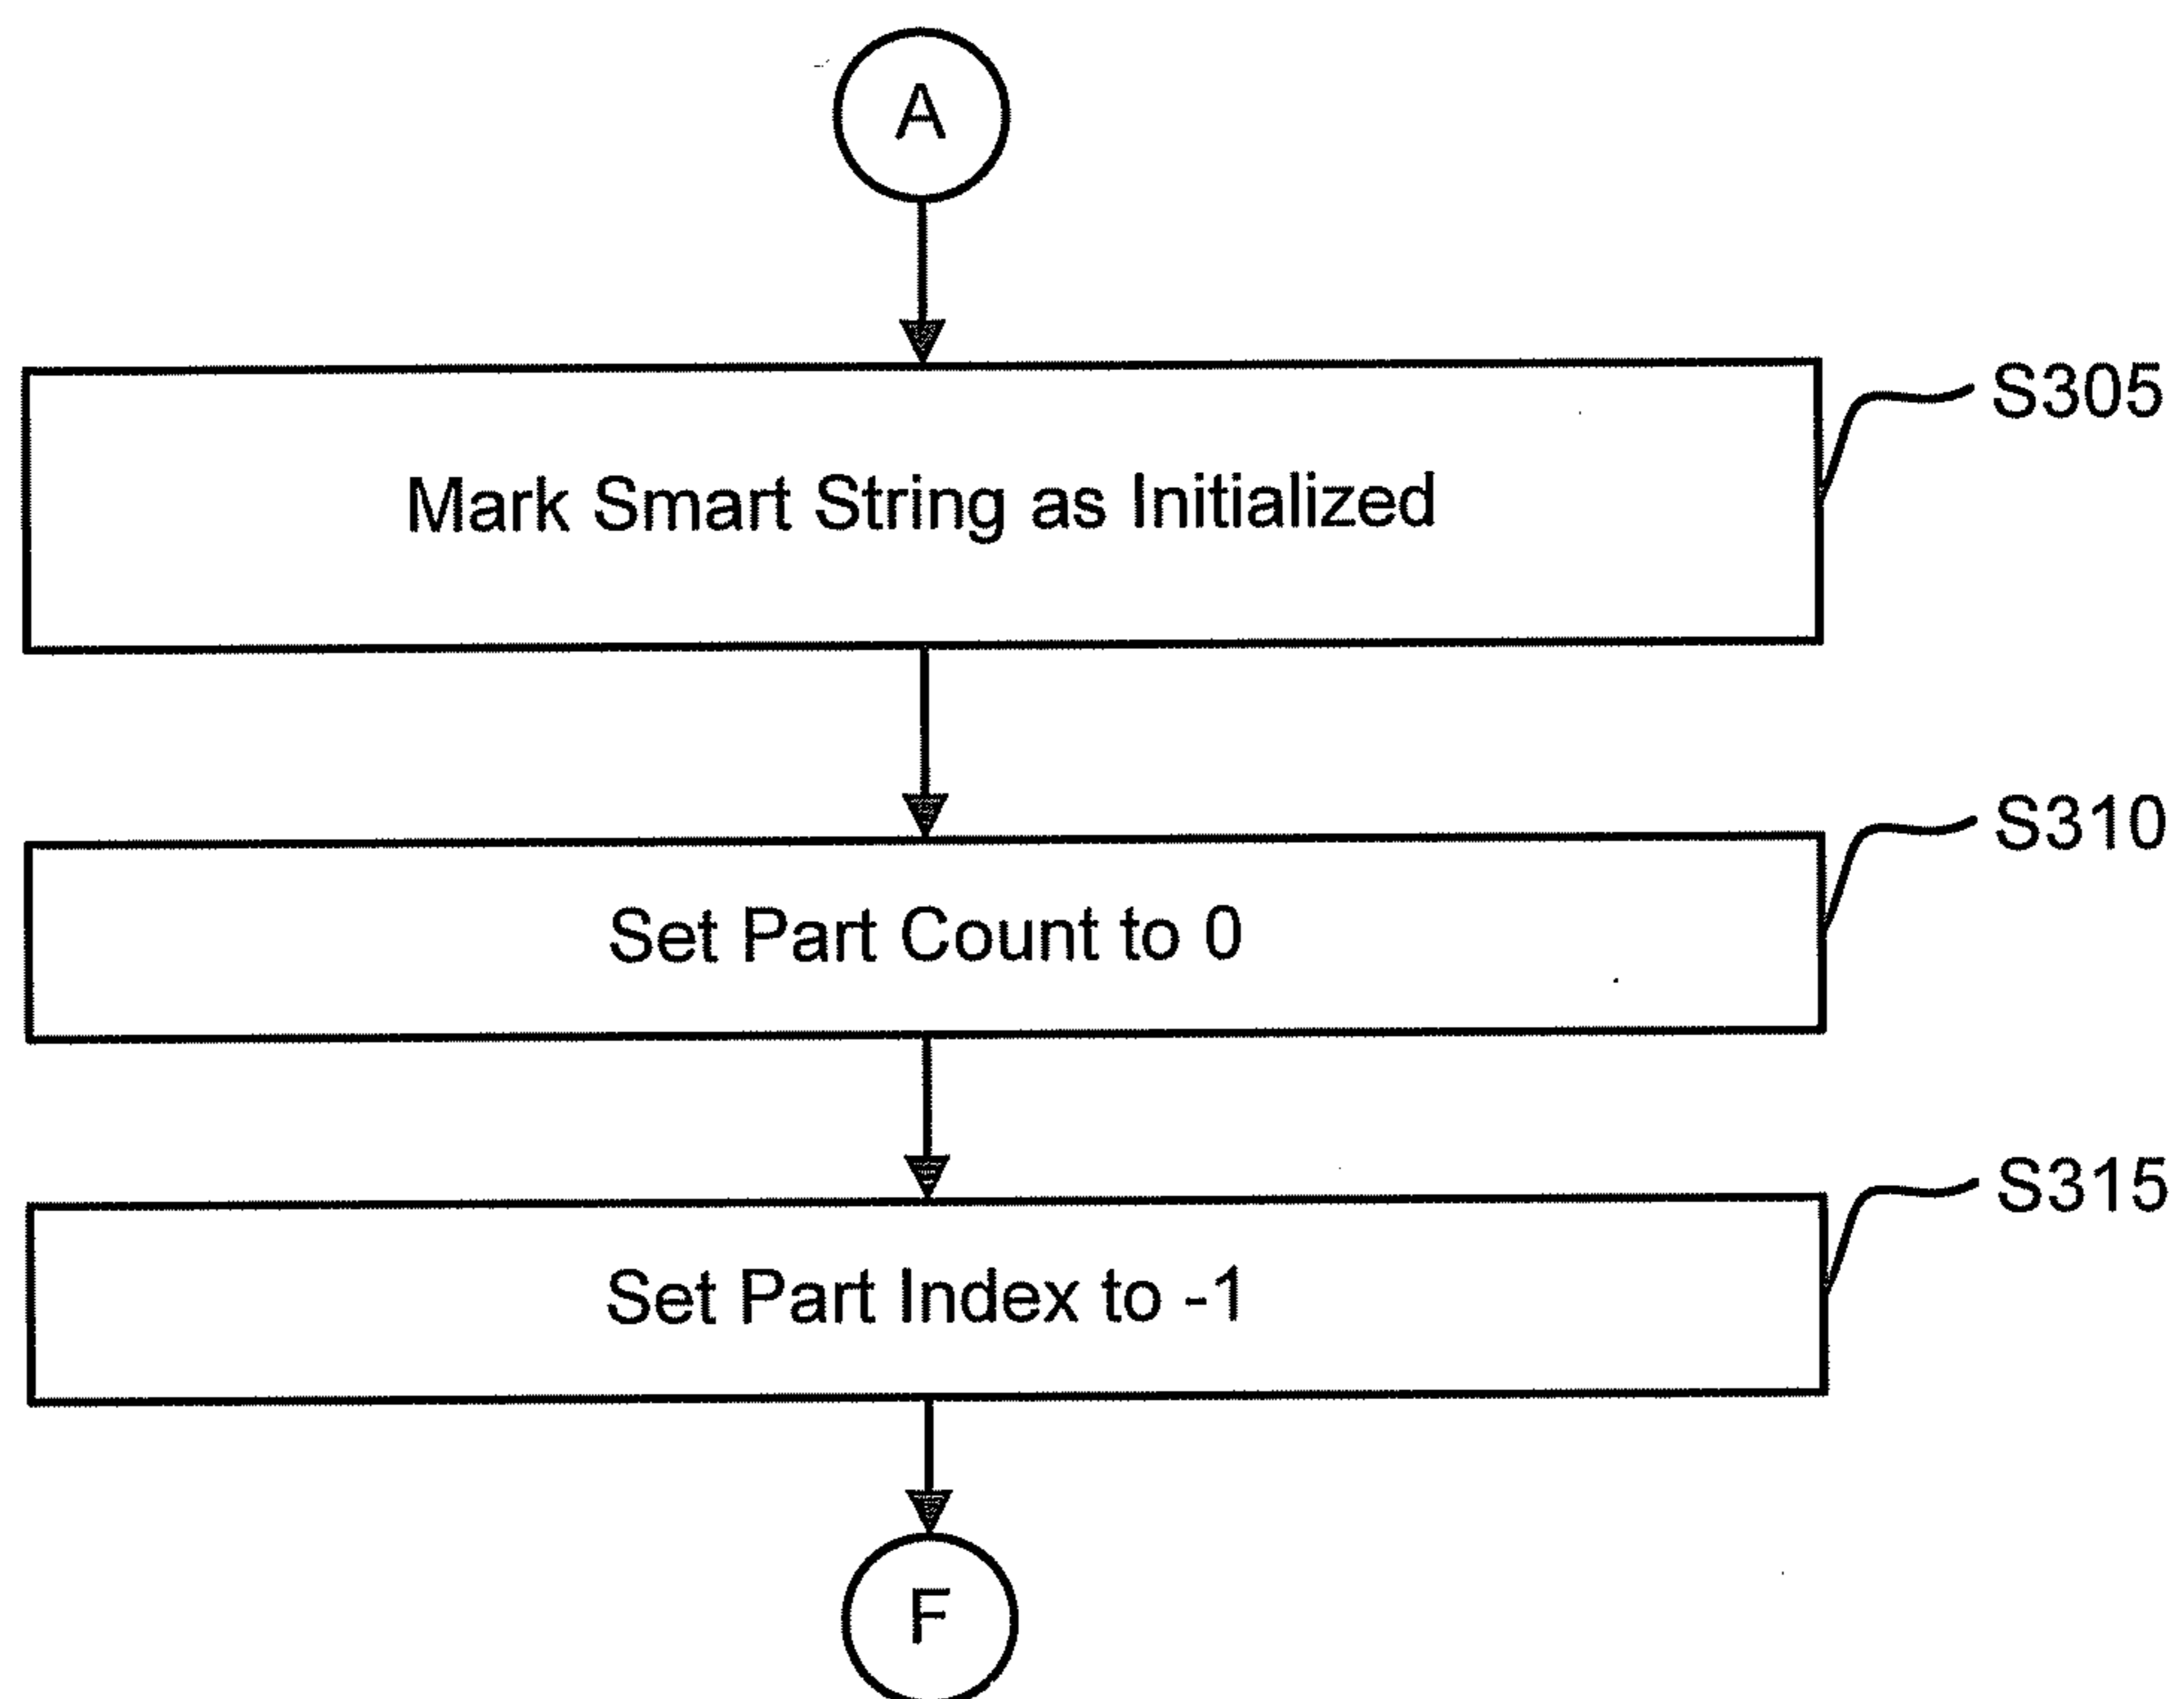 A
S305
Mark Smart String as Initialized
S310
Set Part Count to 0
S315
Set Part Index to -1
F